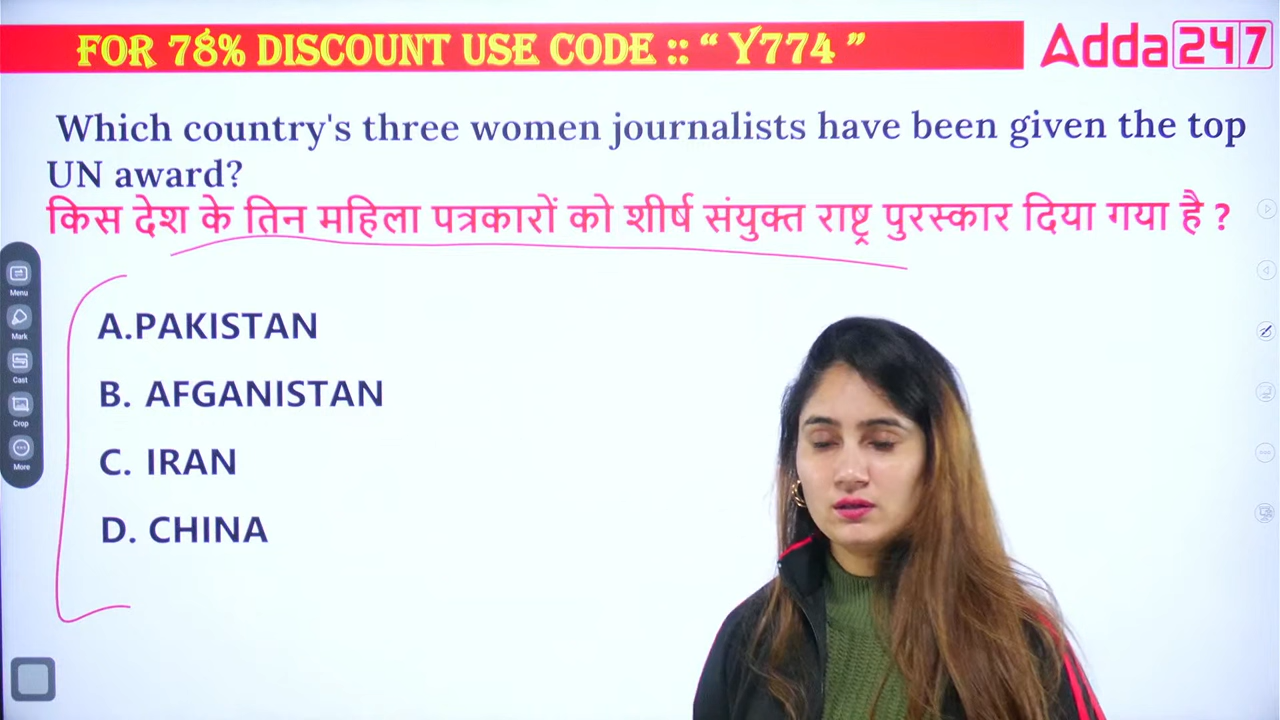 FOR 78% DISCOUNT USE CODE :: “ Y774 ”
Adda247
Which country's three women journalists have been given the top
UN award?
किस देश के तिन महिला पत्रकारों को शीर्ष संयुक्त राष्ट्र पुरस्कार दिया गया है ?
Menu
Mark
Cast
Crop
More
A.PAKISTAN
B. AFGANISTAN
C. IRAN
D. CHINA